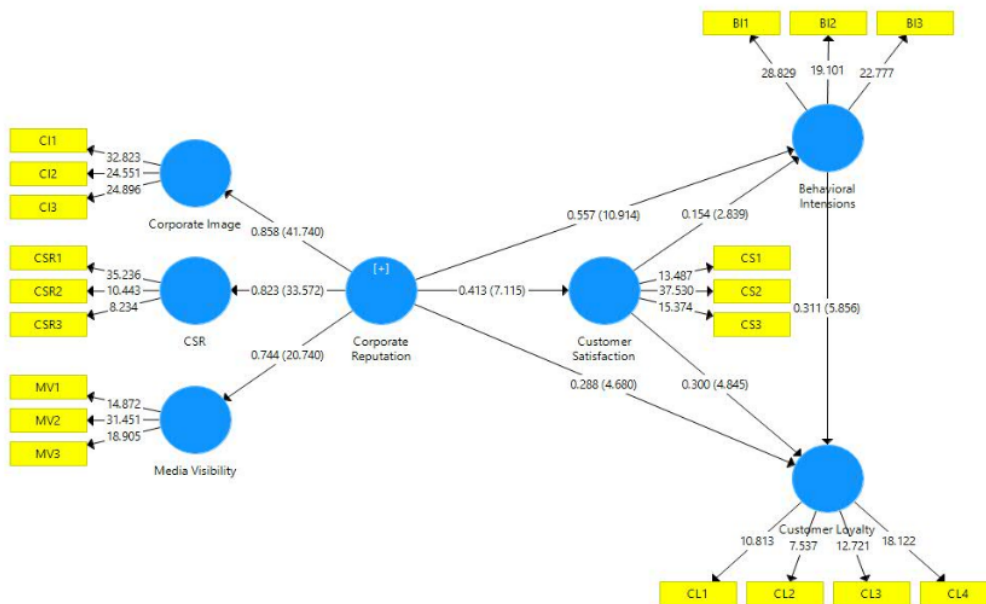 BI1
BI2
BI3
28.829
19.101
22.777
CI1
CI2
CI3
32.823
24.551
24.896
Corporate Image
Behavioral
Intensions
0.858 (41.740)
0.557 (10.914)
0.154 (2.839)
CSR1
CSR2
CSR3
35.236
10.443
8.234
CSR
0.823 (33.572)
[+]
Corporate
Reputation
0.413 (7.115)
Customer
Satisfaction
13.487
37.530
15.374
CS1
CS2
CS3
0.311 (5.856)
0.744 (20.740)
0.288 (4.680)
0.300 (4.845)
MV1
MV2
MV3
14.872
31.451
18.905
Media Visibility
Customer Loyalty
10.813
7.537
12.721
18.122
CL1
CL2
CL3
CL4